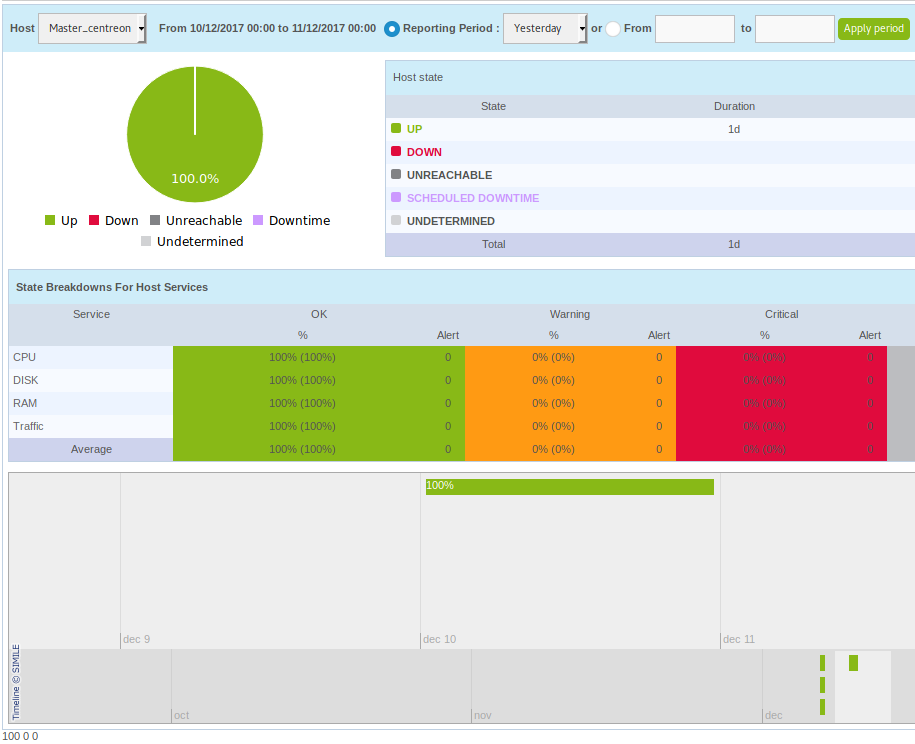 Host Master_centreon From 10/12/2017 00:00 to 11/12/2017 00:00 Reporting Period : Yesterday or From to Apply period
100.0%
Up Down Unreachable Downtime
Undetermined
Host state
State Duration
UP 1d
DOWN
UNREACHABLE
SCHEDULED DOWNTIME
UNDETERMINED
Total 1d
State Breakdowns For Host Services
Service OK Warning Critical
% Alert % Alert % Alert
CPU 100% (100%) 0 0% (0%) 0 0% (0%) 0
DISK 100% (100%) 0 0% (0%) 0 0% (0%) 0
RAM 100% (100%) 0 0% (0%) 0 0% (0%) 0
Traffic 100% (100%) 0 0% (0%) 0 0% (0%) 0
Average 100% (100%) 0 0% (0%) 0 0% (0%) 0
100%
dec 9 dec 10 dec 11
Timeline © SIMILE
oct nov dec
100 0 0